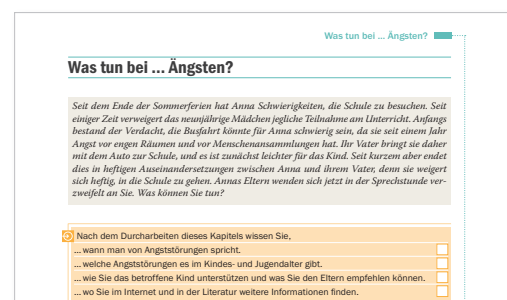 Was tun bei ... Ängsten?
Was tun bei ... Ängsten?
Seit dem Ende der Sommerferien hat Anna Schwierigkeiten, die Schule zu besuchen. Seit
einiger Zeit verweigert das neunjährige Mädchen jegliche Teilnahme am Unterricht. Anfangs
bestand der Verdacht, die Busfahrt könnte für Anna schwierig sein, da sie seit einem Jahr
Angst vor engen Räumen und vor Menschenansammlungen hat. Ihr Vater bringt sie daher
mit dem Auto zur Schule, und es ist zunächst leichter für das Kind. Seit kurzem aber endet
dies in heftigen Auseinandersetzungen zwischen Anna und ihrem Vater, denn sie weigert
sich heftig, in die Schule zu gehen. Annas Eltern wenden sich jetzt in der Sprechstunde ver-
zweifelt an Sie. Was können Sie tun?
Nach dem Durcharbeiten dieses Kapitels wissen Sie,
... wann man von Angststörungen spricht.
... welche Angststörungen es im Kindes- und Jugendalter gibt.
... wie Sie das betroffene Kind unterstützen und was Sie den Eltern empfehlen können.
... wo Sie im Internet und in der Literatur weitere Informationen finden.